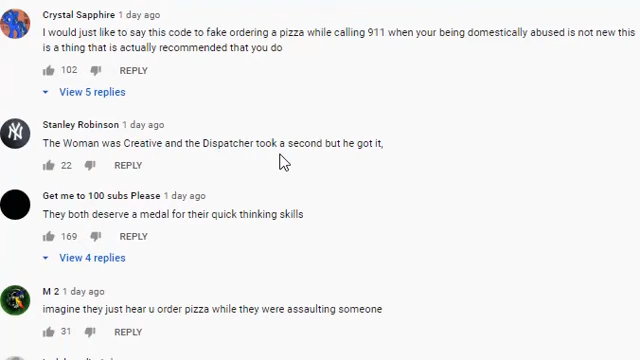 Crystal Sapphire 1 day ago
I would just like to say this code to fake ordering a pizza while calling 911 when your being domestically abused is not new this
is a thing that is actually recommended that you do
102 REPLY
View 5 replies
Stanley Robinson 1 day ago
The Woman was Creative and the Dispatcher took a second but he got it,
22 REPLY
Get me to 100 subs Please 1 day ago
They both deserve a medal for their quick thinking skills
169 REPLY
View 4 replies
M 2 1 day ago
imagine they just hear u order pizza while they were assaulting someone
31 REPLY